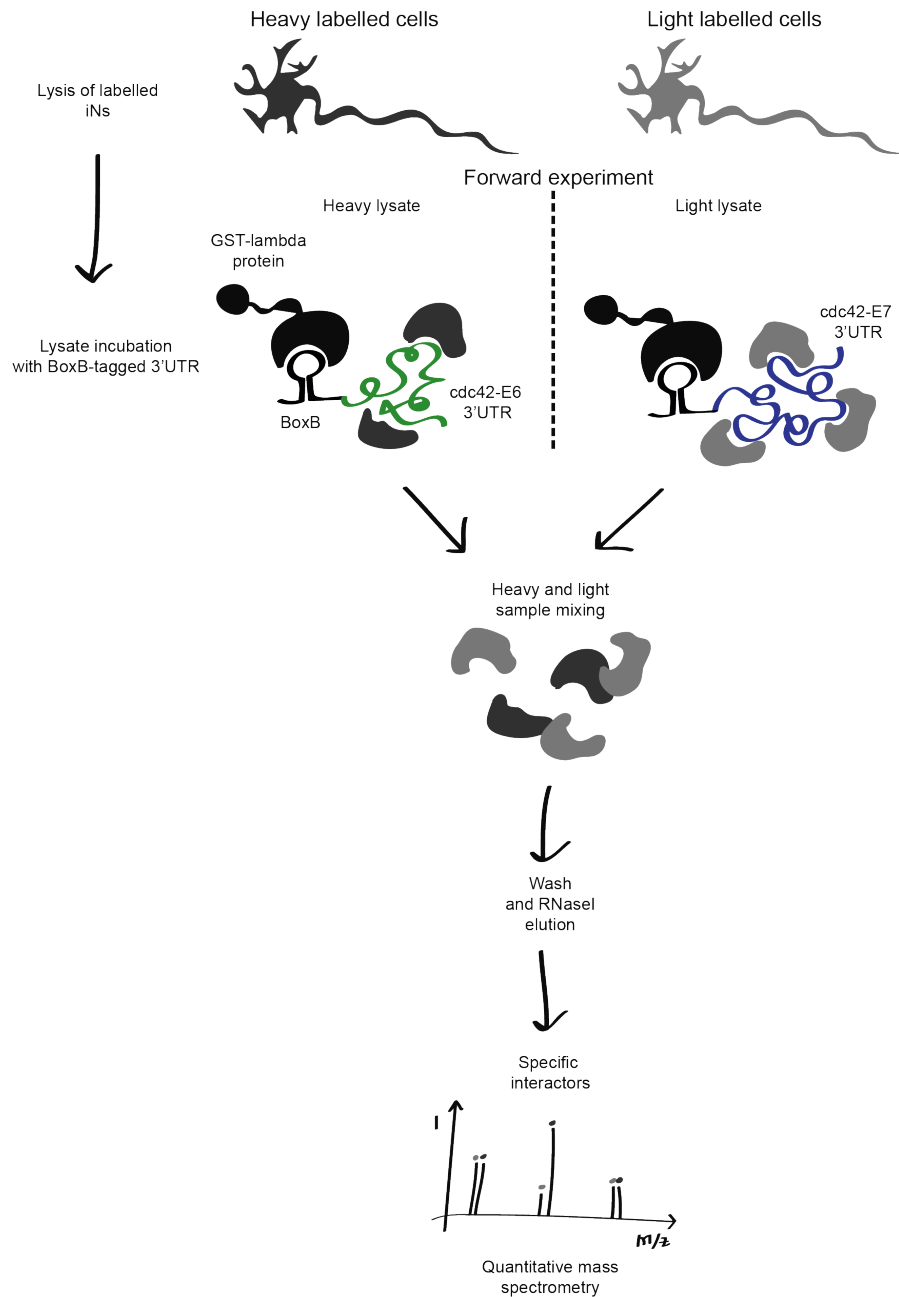 Heavy labelled cells
Light labelled cells
Lysis of labelled
iNs
Forward experiment
Heavy lysate
Light lysate
GST-lambda
protein
cdc42-E7
3’UTR
Lysate incubation
with BoxB-tagged 3’UTR
cdc42-E6
3’UTR
BoxB
Heavy and light
sample mixing
Wash
and RNaseI
elution
Specific
interactors
I
m/z
Quantitative mass
spectrometry